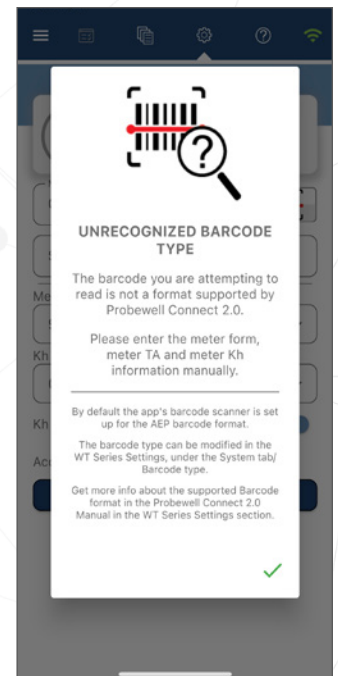 UNRECOGNIZED BARCODE
TYPE
The barcode you are attempting to
read is not a format supported by
Probewell Connect 2.0.
Please enter the meter form,
meter TA and meter Kh
information manually.
By default the app's barcode scanner is set
up for the AEP barcode format.
The barcode type can be modified in the
WT Series Settings, under the System tab/
Barcode type.
Get more info about the supported Barcode
format in the Probewell Connect 2.0
Manual in the WT Series Settings section.
Me
Kh
Kh
Acc